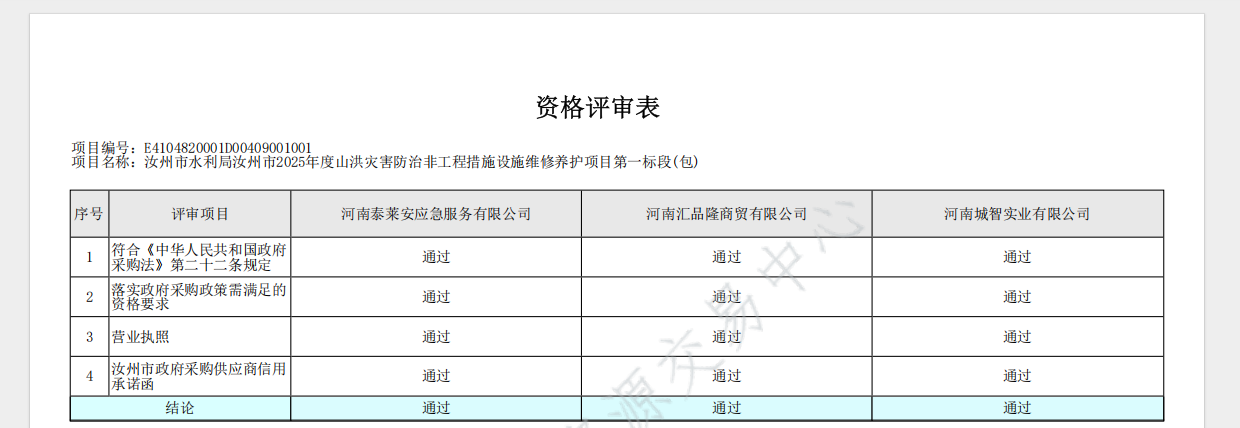 资格评审表
项目编号：E4104820001D00409001001
项目名称：汝州市水利局汝州市2025年度山洪灾害防治非工程措施设施维修养护项目第一标段(包)
序号 评审项目 河南泰莱安应急服务有限公司 河南汇品隆商贸有限公司 河南城智实业有限公司
1 符合《中华人民共和国政府 通过 通过 通过
采购法》第二十二条规定
2 落实政府采购政策需满足的 通过 通过 通过
资格要求
3 营业执照 通过 通过 通过
4 汝州市政府采购供应商信用 通过 通过 通过
承诺函
结论 通过 通过 通过
源交易中心